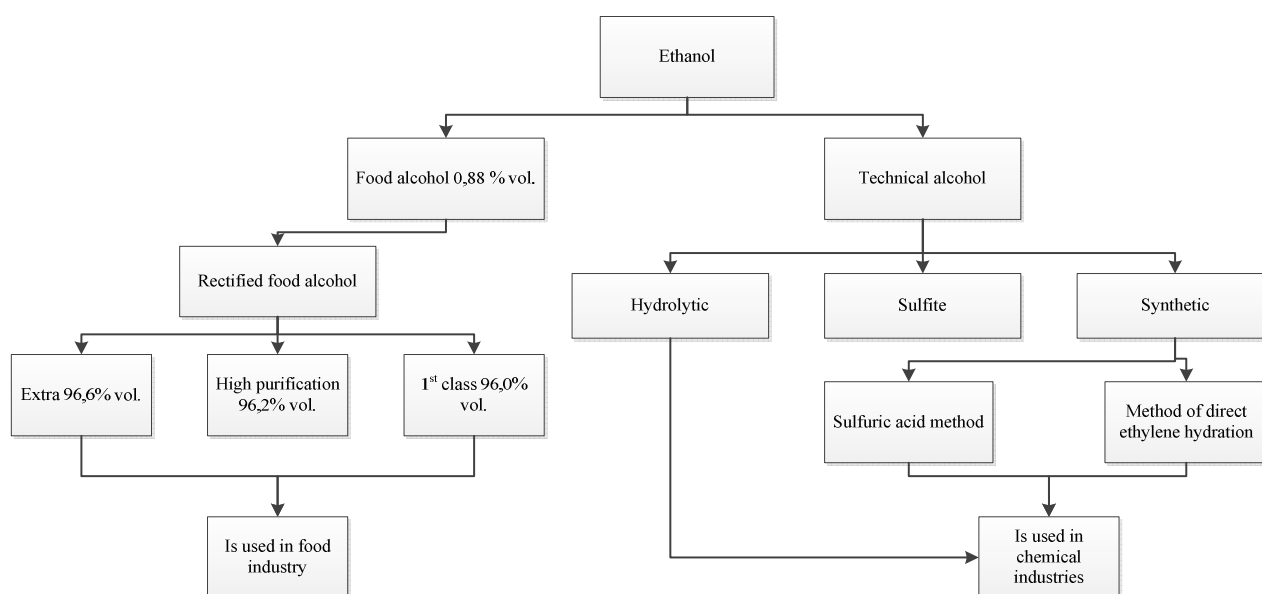 Ethanol
Food alcohol 0,88 % vol.
Technical alcohol
Rectified food alcohol
Hydrolytic
Sulfite
Synthetic
Extra 96,6% vol.
High purification
96,2% vol.
1st class 96,0%
vol.
Sulfuric acid method
Method of direct
ethylene hydration
Is used in food
industry
Is used in
chemical
industries